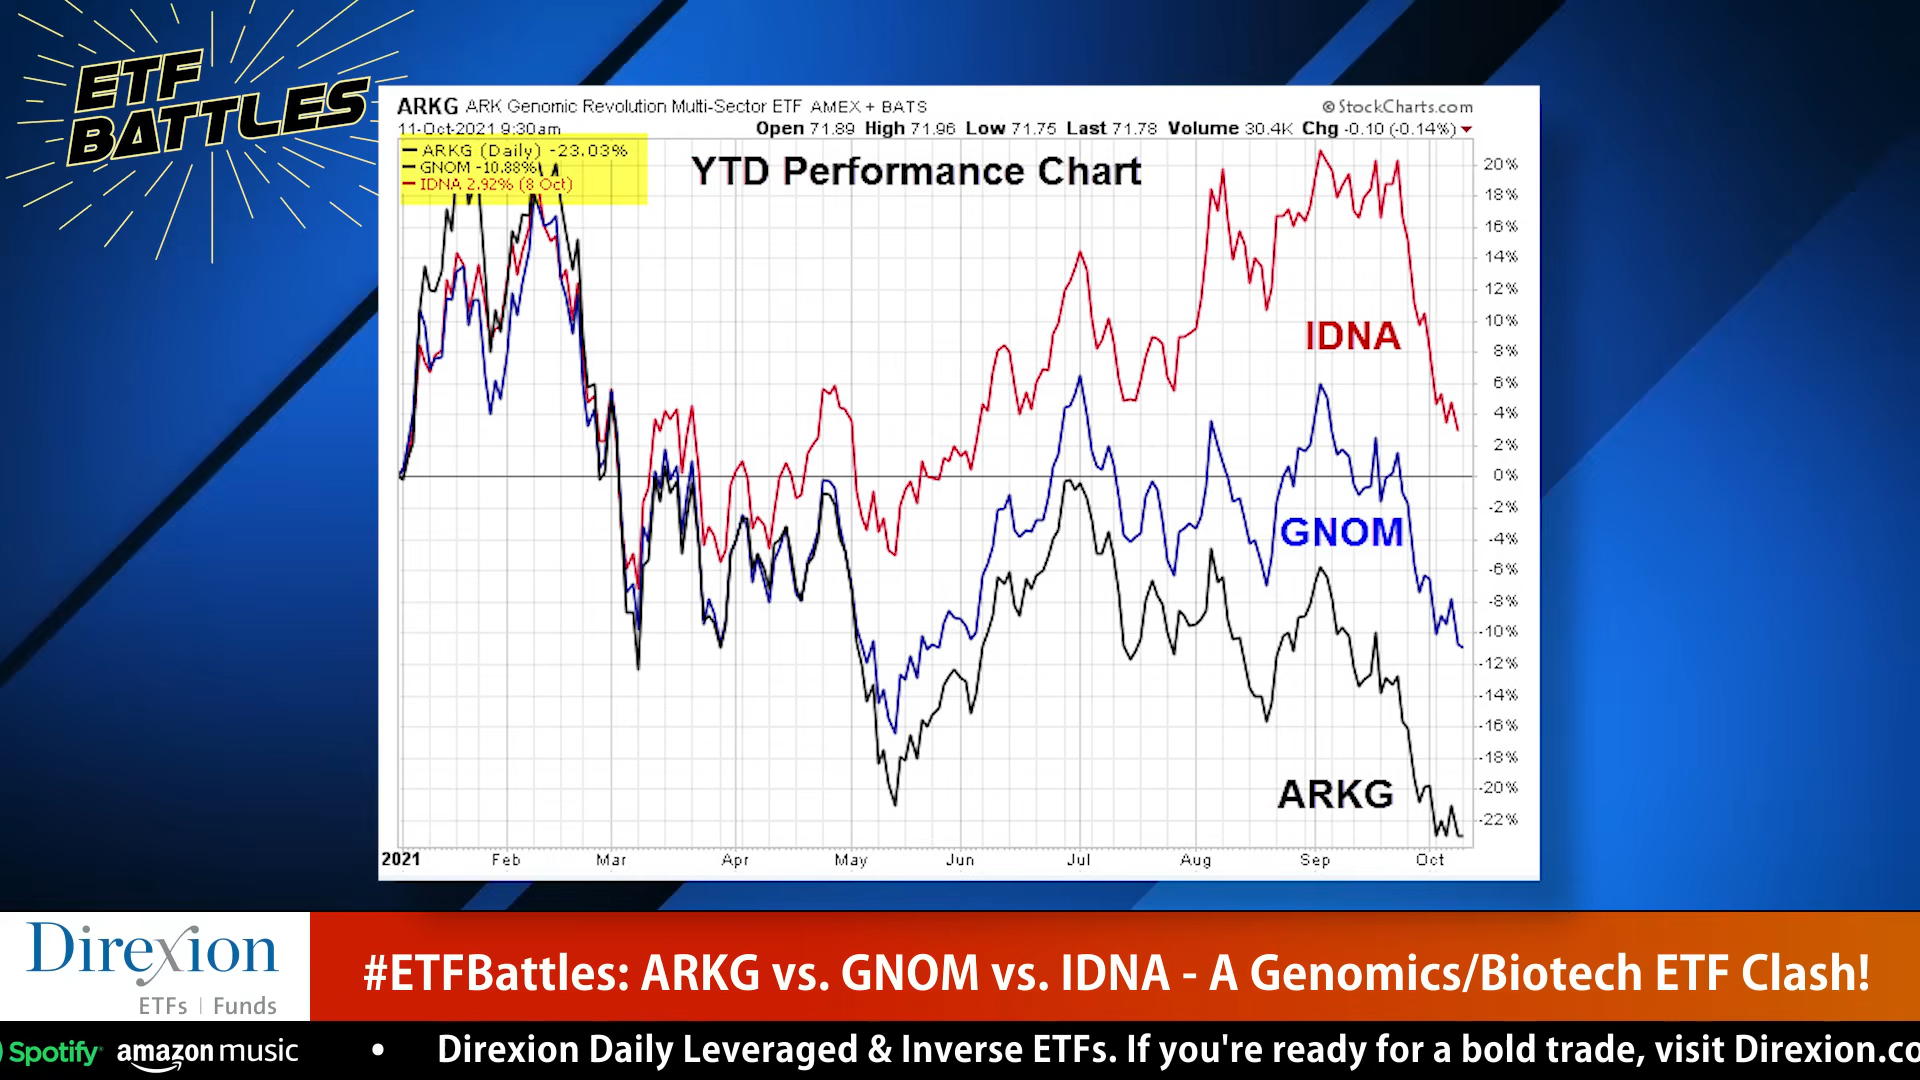 ETF
BATTLES
ARKG ARK Genomic Revolution Multi-Sector ETF AMEX + BATS
© StockCharts.com
11-Oct-2021 9:30am
Open 71.89 High 71.96 Low 71.75 Last 71.78 Volume 30.4K Chg -0.10 (-0.14%)
ARKG (Daily) -23.03%
GNOM -10.88%
IDNA 2.92% (8 Oct)
YTD Performance Chart
20%
18%
16%
14%
12%
10%
8%
6%
4%
2%
0%
-2%
-4%
-6%
-8%
-10%
-12%
-14%
-16%
-18%
-20%
-22%
IDNA
GNOM
ARKG
2021 Feb Mar Apr May Jun Jul Aug Sep Oct
Direxion
ETFs | Funds
#ETFBattles: ARKG vs. GNOM vs. IDNA - A Genomics/Biotech ETF Clash!
Spotify amazon music • Direxion Daily Leveraged & Inverse ETFs. If you're ready for a bold trade, visit Direxion.co